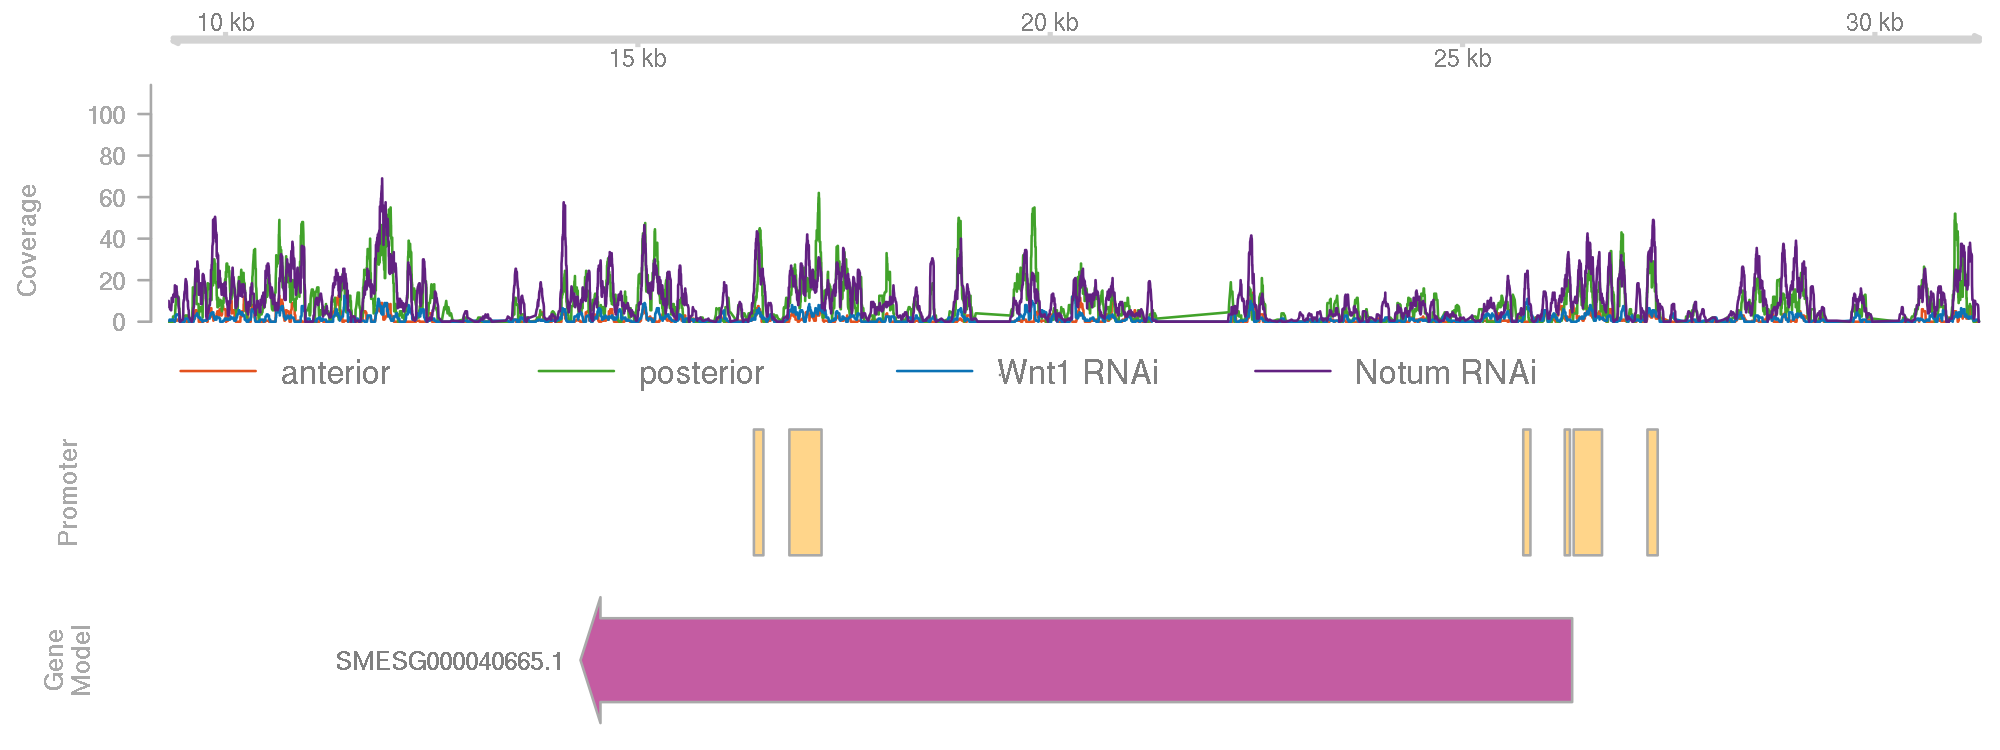 10 kb 20 kb 30 kb
15 kb 25 kb
Coverage
100
80
60
40
20
0
anterior posterior Wnt1 RNAi Notum RNAi
Promoter
Gene
Model
SMESG000040665.1